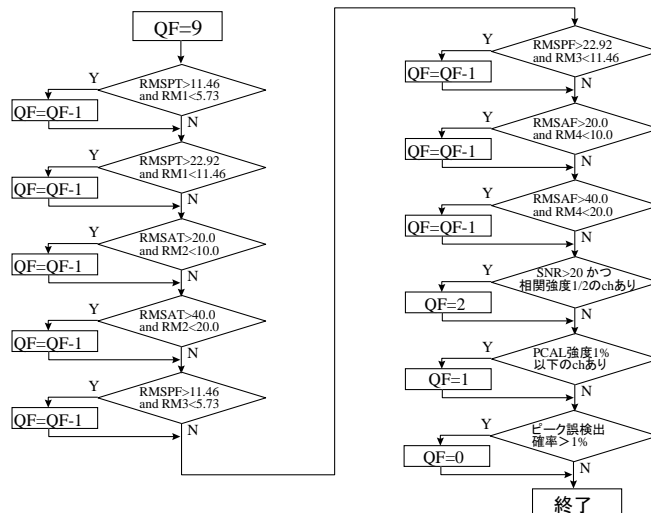 QF=9
RMSPT>11.46
and RM1<5.73
Y
QF=QF-1
N
RMSPT>22.92
and RM1<11.46
Y
QF=QF-1
N
RMSAT>20.0
and RM2<10.0
Y
QF=QF-1
N
RMSAT>40.0
and RM2<20.0
Y
QF=QF-1
N
RMSPF>11.46
and RM3<5.73
Y
QF=QF-1
N
RMSPF>22.92
and RM3<11.46
Y
QF=QF-1
N
RMSAF>20.0
and RM4<10.0
Y
QF=QF-1
N
RMSAF>40.0
and RM4<20.0
Y
QF=QF-1
N
SNR>20 かつ
相関強度1/2のchあり
Y
QF=2
N
PCAL強度1%
以下のchあり
Y
QF=1
N
ピーク誤検出
確率>1%
Y
QF=0
N
終了